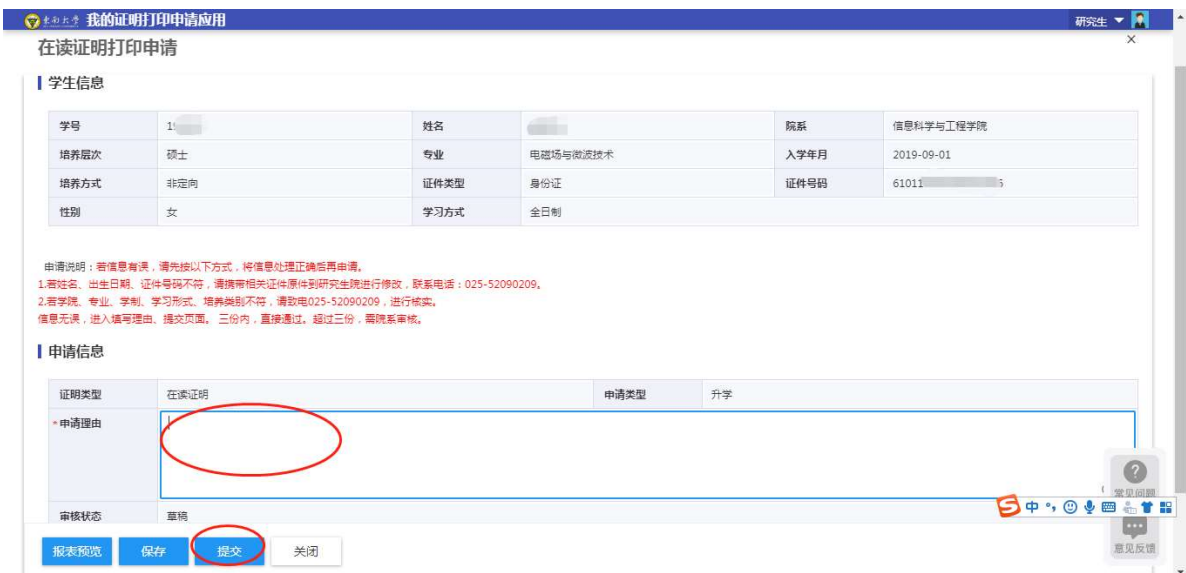 东南大学 我的证明打印申请应用 研究生
在读证明打印申请 ×
学生信息
学号 1 姓名 院系 信息科学与工程学院
培养层次 硕士 专业 电磁场与微波技术 入学年月 2019-09-01
培养方式 非定向 证件类型 身份证 证件号码 61011 5
性别 女 学习方式 全日制
申请说明：若信息有误，请先按以下方式，将信息处理正确后再申请。
1.若姓名、出生日期、证件号码不符，请携带相关证件原件到研究生院进行修改，联系电话：025-52090209。
2.若学院、专业、学制、学习形式、培养类别不符，请致电025-52090209，进行核实。
信息无误，进入填写理由、提交页面。 三份内，直接通过。超过三份，需院系审核。
申请信息
证明类型 在读证明 申请类型 升学
*申请理由
常见问题
审核状态 草稿
中
报表预览 保存 提交 关闭
意见反馈